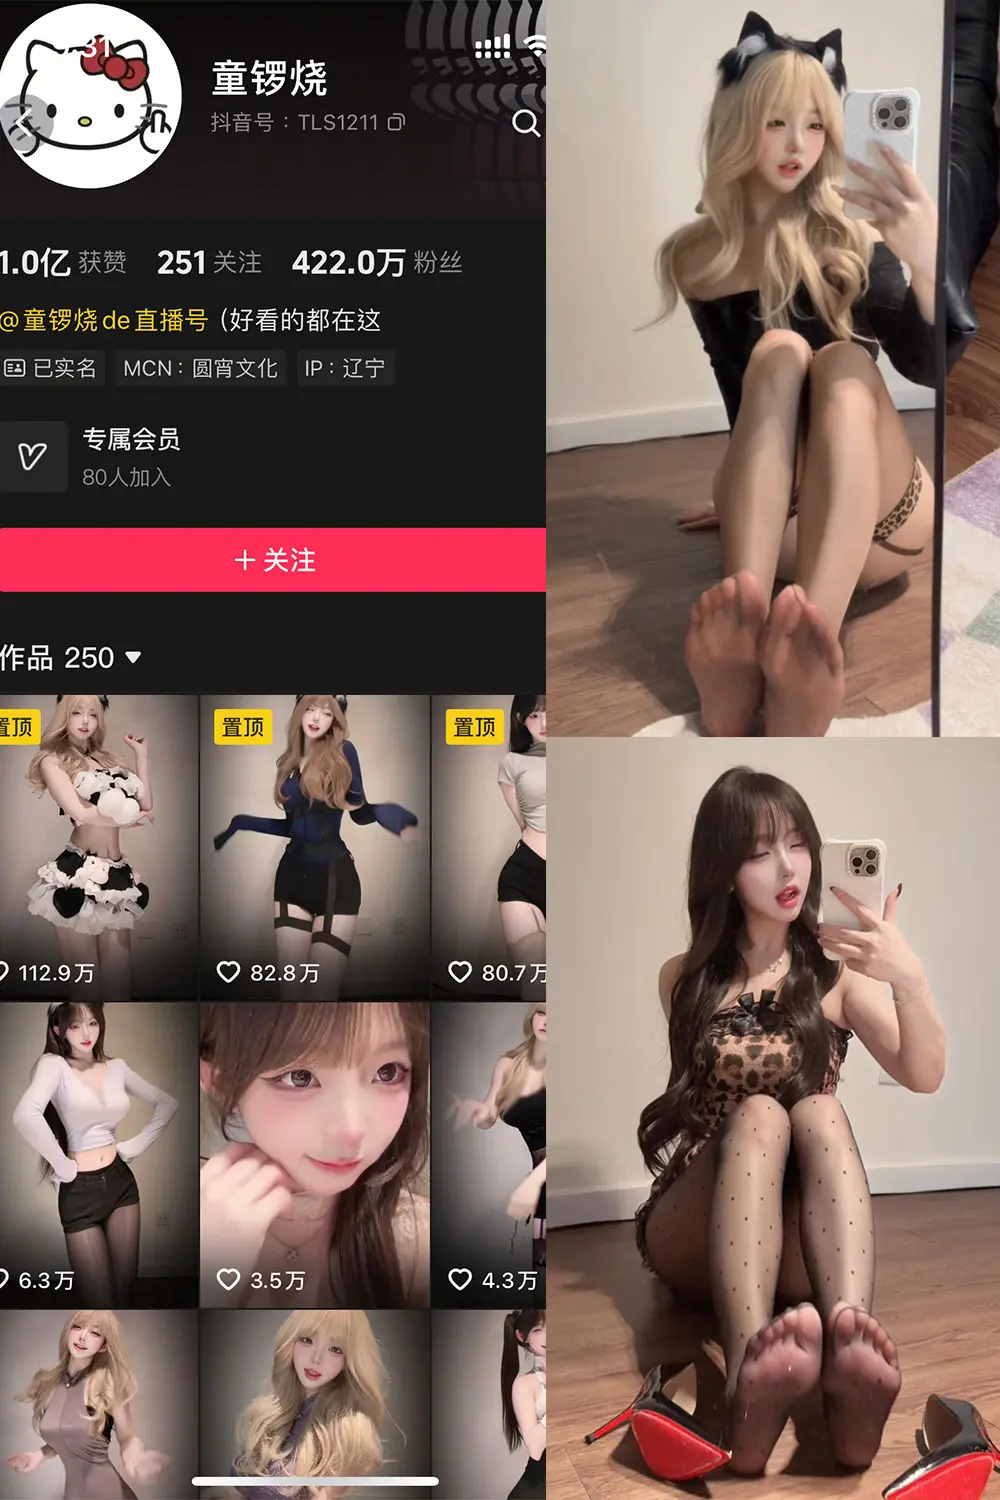 :31
童锣烧
抖音号：TLS1211
1.0亿 获赞 251 关注 422.0万 粉丝
@童锣烧de直播号（好看的都在这
已实名 MCN：圆宵文化 IP：辽宁
专属会员
80人加入
+ 关注
作品 250
置顶 置顶 置顶
112.9万 82.8万 80.7万
6.3万 3.5万 4.3万